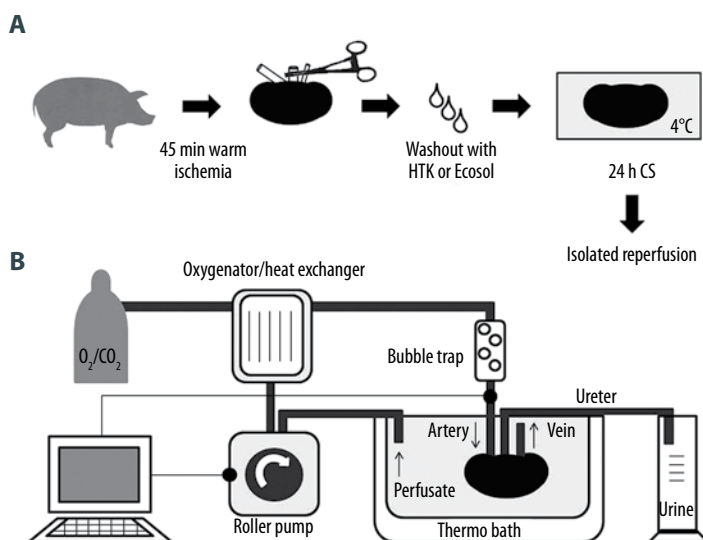 A
45 min warm
ischemia
Washout with
HTK or Ecosol
4°C
24 h CS
Isolated reperfusion
B
Oxygenator/heat exchanger
O₂/CO₂
Bubble trap
Ureter
Artery
Vein
Perfusate
Urine
Roller pump
Thermo bath